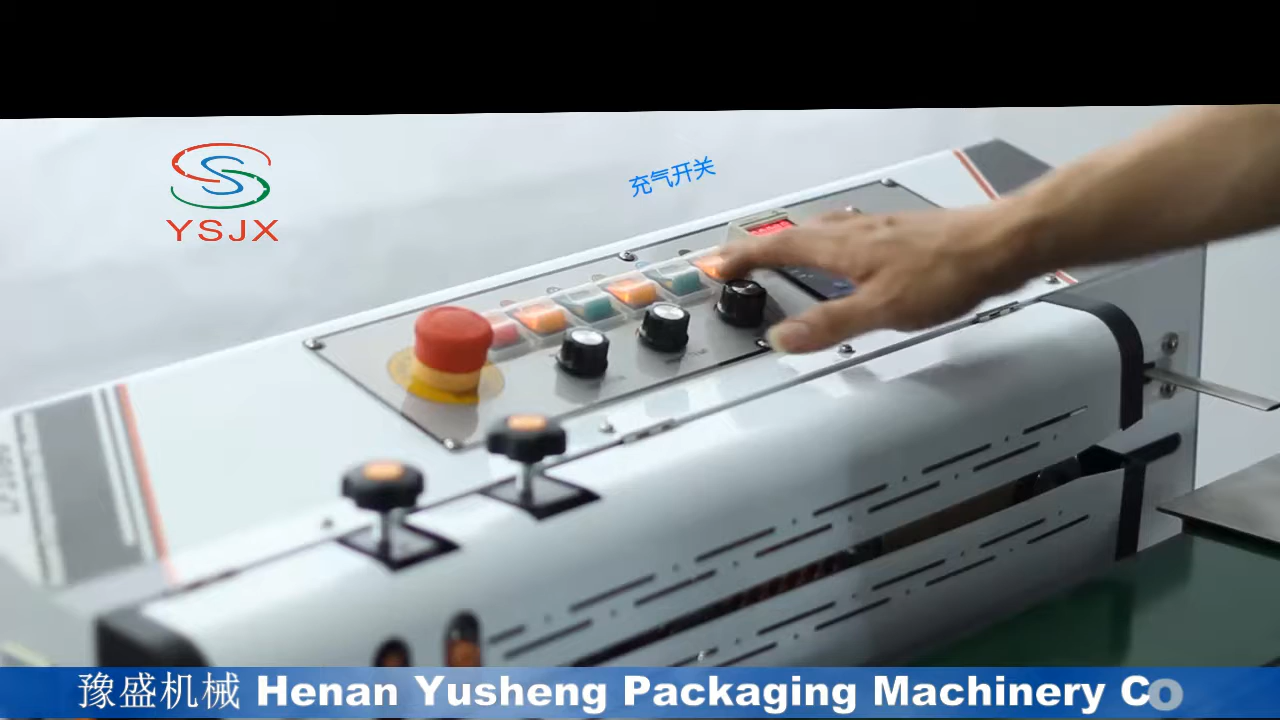 YSJX
充气开关
豫盛机械 Henan Yusheng Packaging Machinery Co